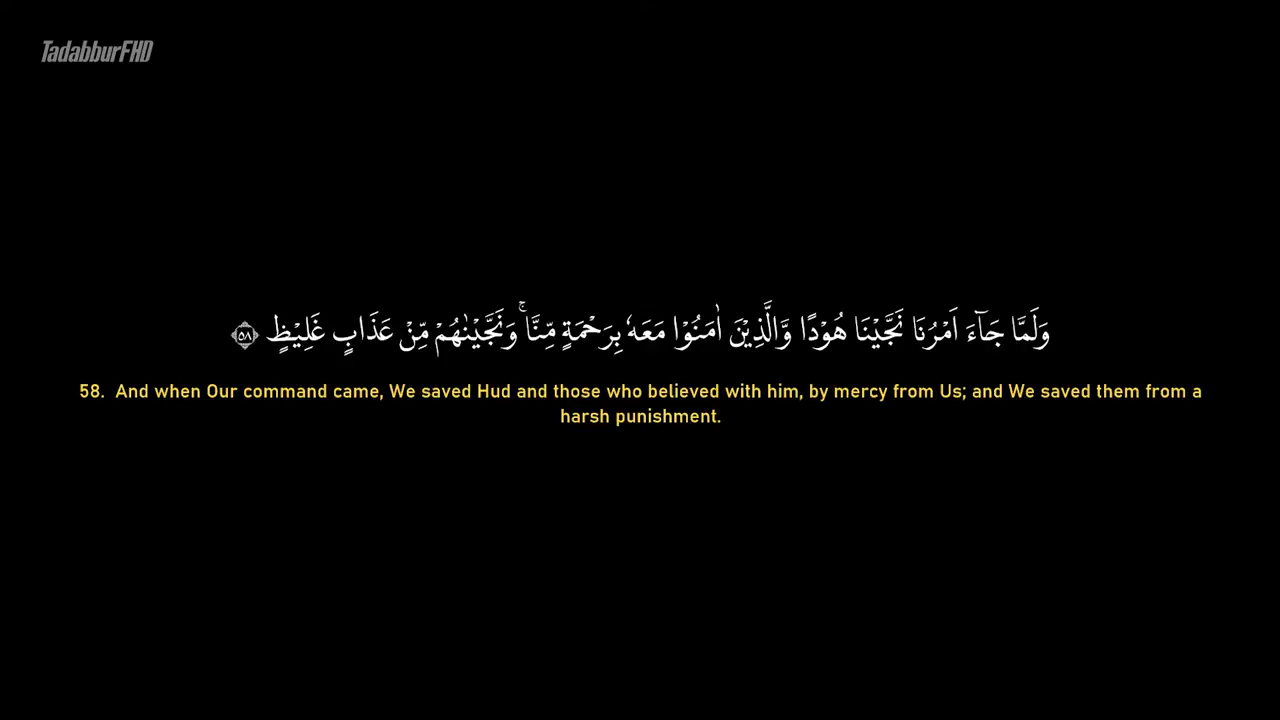 TadabburFHD
وَلَمَّا جَآءَ اَمْرُنَا نَجَّيْنَا هُوْدًا وَّالَّذِيْنَ اٰمَنُوْا مَعَهٗ بِرَحْمَةٍ مِّنَّاۚ وَنَجَّيْنٰهُمْ مِّنْ عَذَابٍ غَلِيْظٍ ٥٨
58. And when Our command came, We saved Hud and those who believed with him, by mercy from Us; and We saved them from a
harsh punishment.